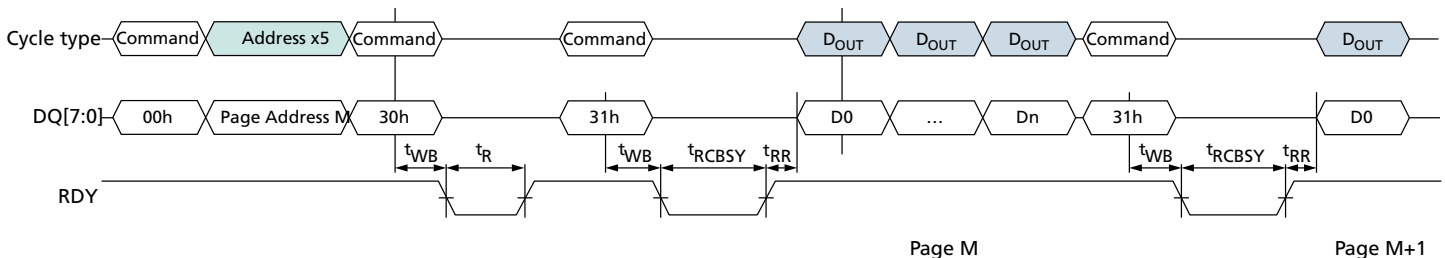 Cycle type Command Address x5 Command Command DOUT DOUT DOUT Command DOUT
DQ[7:0] 00h Page Address M 30h 31h D0 … Dn 31h D0
tWB tR tWB tRCBSY tRR tWB tRCBSY tRR
RDY
Page M Page M+1